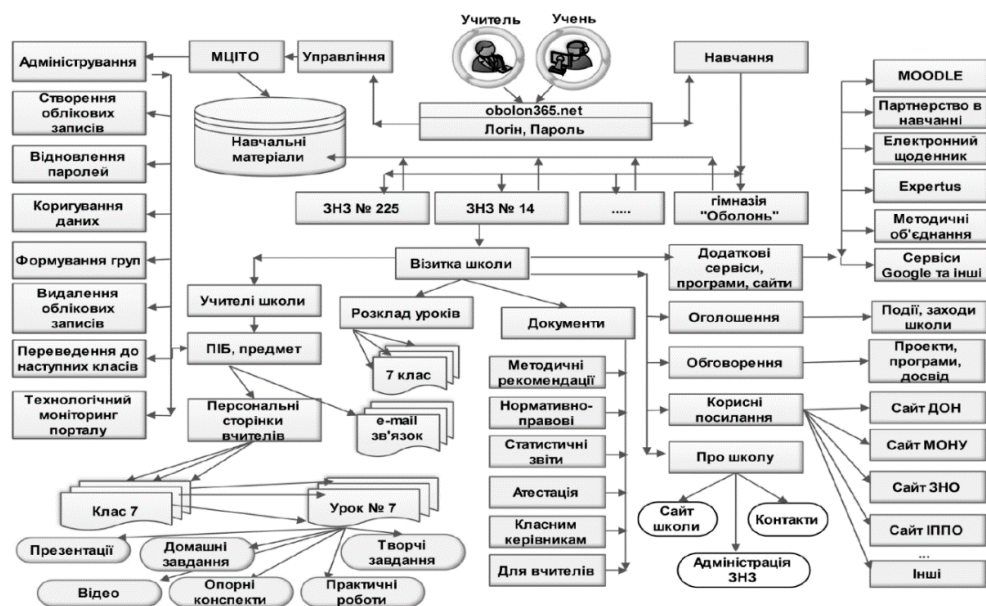 Учитель
Учень
Адміністрування
МЦІТО
Управління
Навчання
obolon365.net
Логін, Пароль
Створення
облікових
записів
Відновлення
паролей
Коригування
даних
Формування груп
Видалення
облікових
записів
Переведення до
наступних класів
Технологічний
моніторинг
порталу
Навчальні
матеріали
ЗНЗ № 225
ЗНЗ № 14
.....
гімназія
"Оболонь"
MOODLE
Партнерство в
навчанні
Електронний
щоденник
Expertus
Методичні
об'єднання
Сервіси
Google та інші
Візитка школи
Додаткові
сервіси,
програми, сайти
Учителі школи
ПІБ, предмет
Персональні
сторінки
вчителів
Розклад уроків
7 клас
e-mail
зв'язок
Документи
Методичні
рекомендації
Нормативно-
правові
Статистичні
звіти
Атестація
Класним
керівникам
Для вчителів
Оголошення
Події, заходи
школи
Обговорення
Проекти,
програми,
досвід
Корисні
посилання
Сайт ДОН
Сайт МОНУ
Сайт ЗНО
Сайт ІППО
...
Інші
Про школу
Сайт
школи
Контакти
Адміністрація
ЗНЗ
Клас 7
Урок № 7
Презентації
Домашні
завдання
Творчі
завдання
Відео
Опорні
конспекти
Практичні
роботи